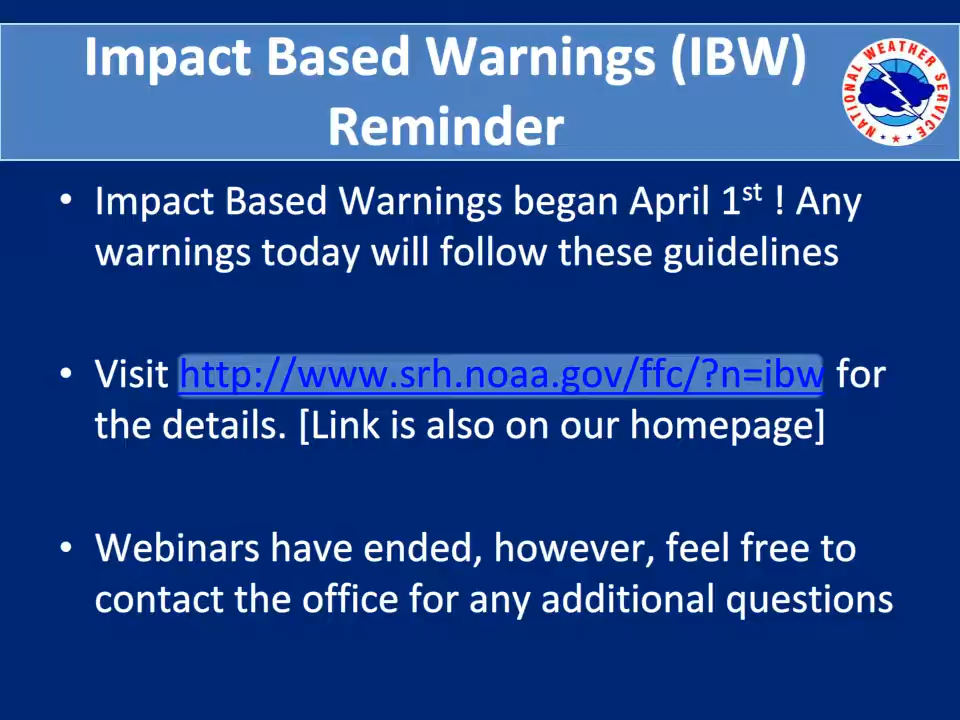 Impact Based Warnings (IBW)
Reminder
NATIONAL WEATHER SERVICE
• Impact Based Warnings began April 1st ! Any
warnings today will follow these guidelines
• Visit http://www.srh.noaa.gov/ffc/?n=ibw for
the details. [Link is also on our homepage]
• Webinars have ended, however, feel free to
contact the office for any additional questions